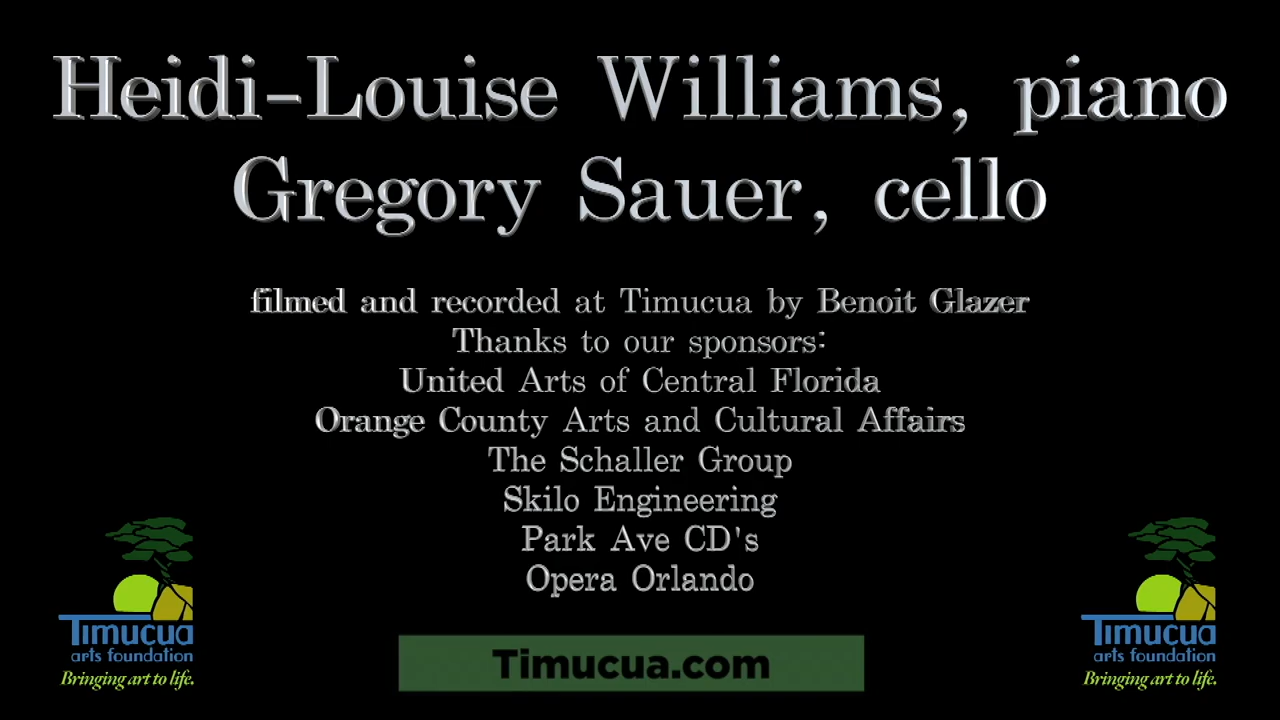 Heidi-Louise Williams, piano
Gregory Sauer, cello
filmed and recorded at Timucua by Benoit Glazer
Thanks to our sponsors:
United Arts of Central Florida
Orange County Arts and Cultural Affairs
The Schaller Group
Skilo Engineering
Park Ave CD's
Opera Orlando
Timucua
arts foundation
Bringing art to life.
Timucua.com
Timucua
arts foundation
Bringing art to life.